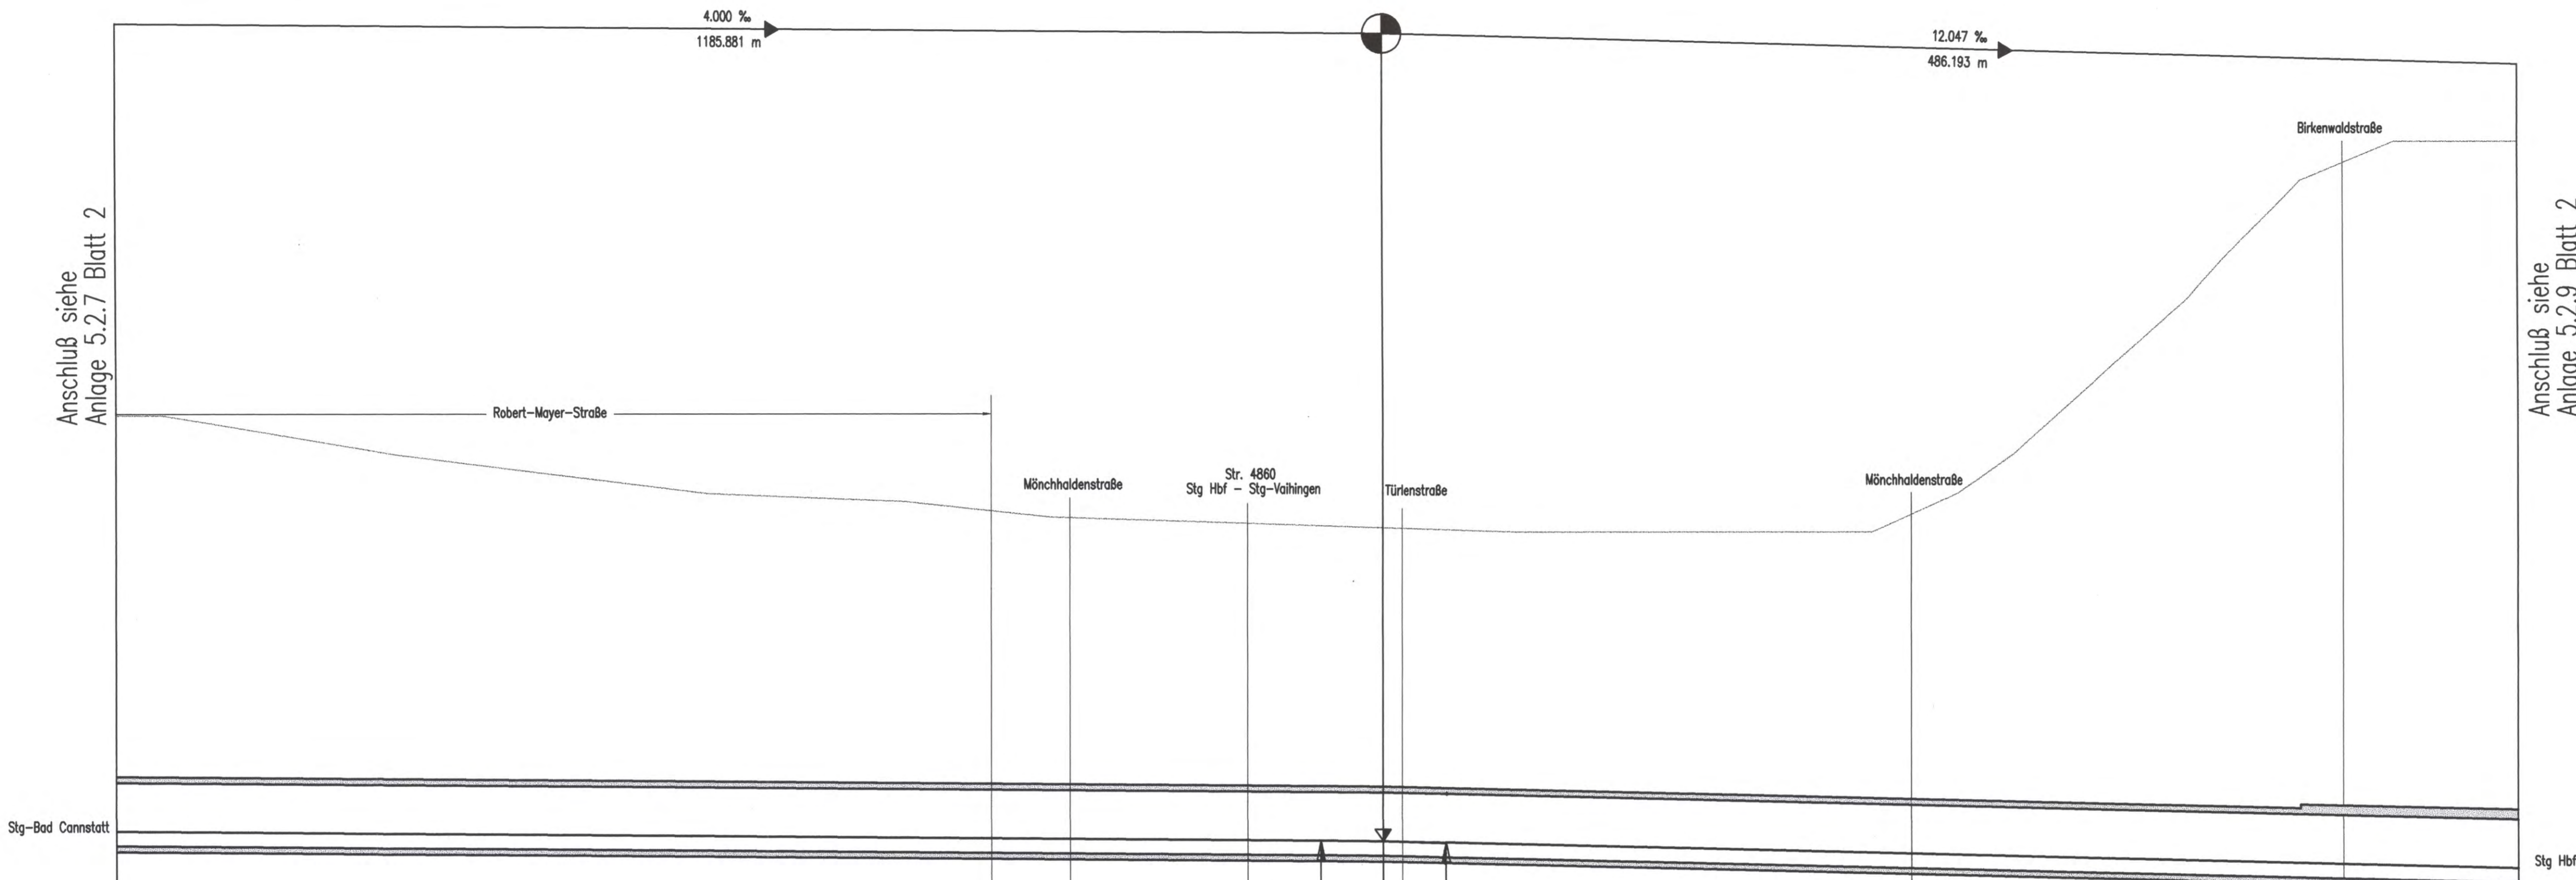 4.000 ‰
1185.881 m
12.047 ‰
486.193 m
Birkenwaldstraße
Anschluß siehe
Anlage 5.2.7 Blatt 2
Anschluß siehe
Anlage 5.2.9 Blatt 2
Robert-Mayer-Straße
Mönchhaldenstraße
Str. 4860
Stg Hbf - Stg-Vaihingen
Türlenstraße
Mönchhaldenstraße
Stg-Bad Cannstatt
Stg Hbf